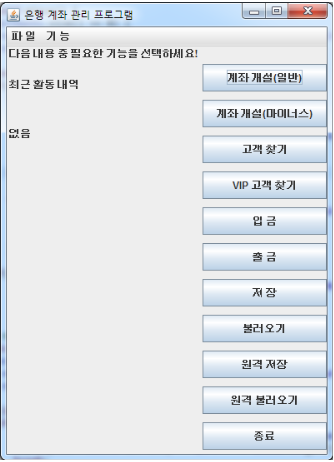 은행 계좌 관리 프로그램
파일 기능
다음 내용 중 필요한 기능을 선택하세요!
최근 활동 내역
없음
계좌 개설(일반)
계좌 개설(마이너스)
고객 찾기
VIP 고객 찾기
입 금
출 금
저 장
불러 오기
원격 저장
원격 불러 오기
종료